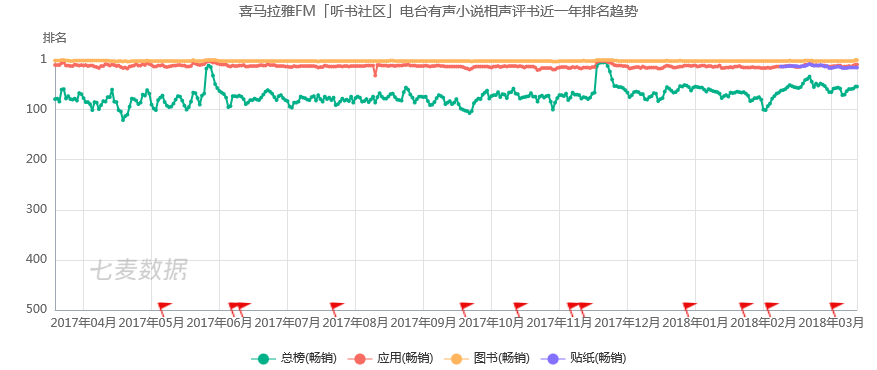 喜马拉雅FM「听书社区」电台有声小说相声评书近一年排名趋势
排名
1
100
200
300
400
500
七麦数据
2017年04月 2017年05月 2017年06月 2017年07月 2017年08月 2017年09月 2017年10月 2017年11月 2017年12月 2018年01月 2018年02月 2018年03月
总榜(畅销) 应用(畅销) 图书(畅销) 贴纸(畅销)